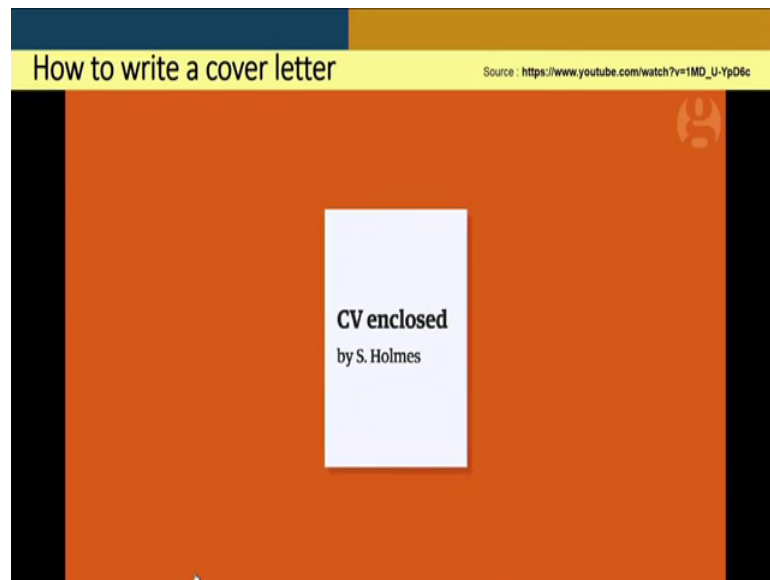 How to write a cover letter
Source : https://www.youtube.com/watch?v=1MD_U-YpD6c
g
CV enclosed
by S. Holmes